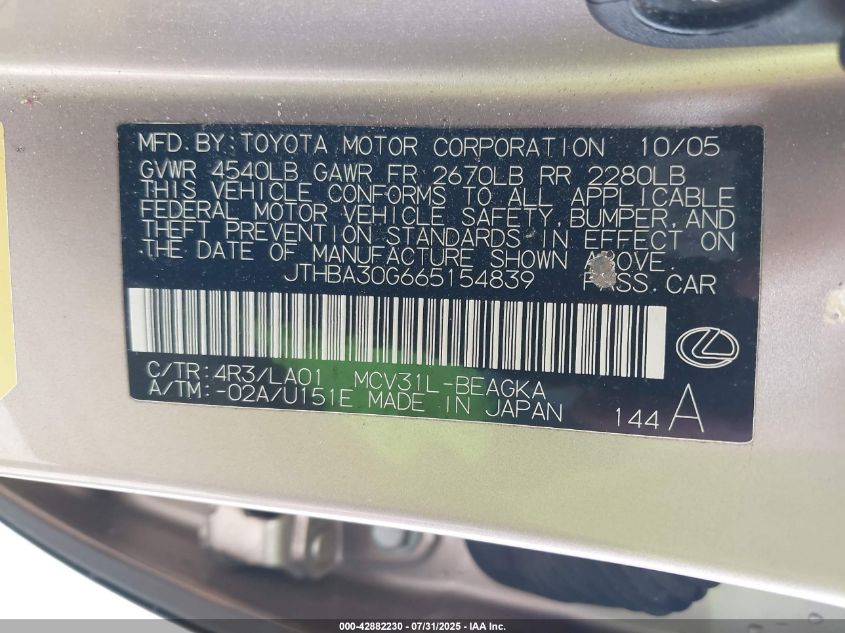 MFD. BY: TOYOTA MOTOR CORPORATION 10/05
GVWR 4540LB GAWR FR 2670LB RR 2280LB
THIS VEHICLE CONFORMS TO ALL APPLICABLE
FEDERAL MOTOR VEHICLE SAFETY, BUMPER, AND
THEFT PREVENTION STANDARDS IN EFFECT ON
THE DATE OF MANUFACTURE SHOWN ABOVE.
JTHBA30G665154839 PASS. CAR
C/TR: 4R3/LA01 MCV31L-BEAGKA
A/TM: -02A/U151E MADE IN JAPAN
144 A
000-42882230 - 07/31/2025 - IAA Inc.